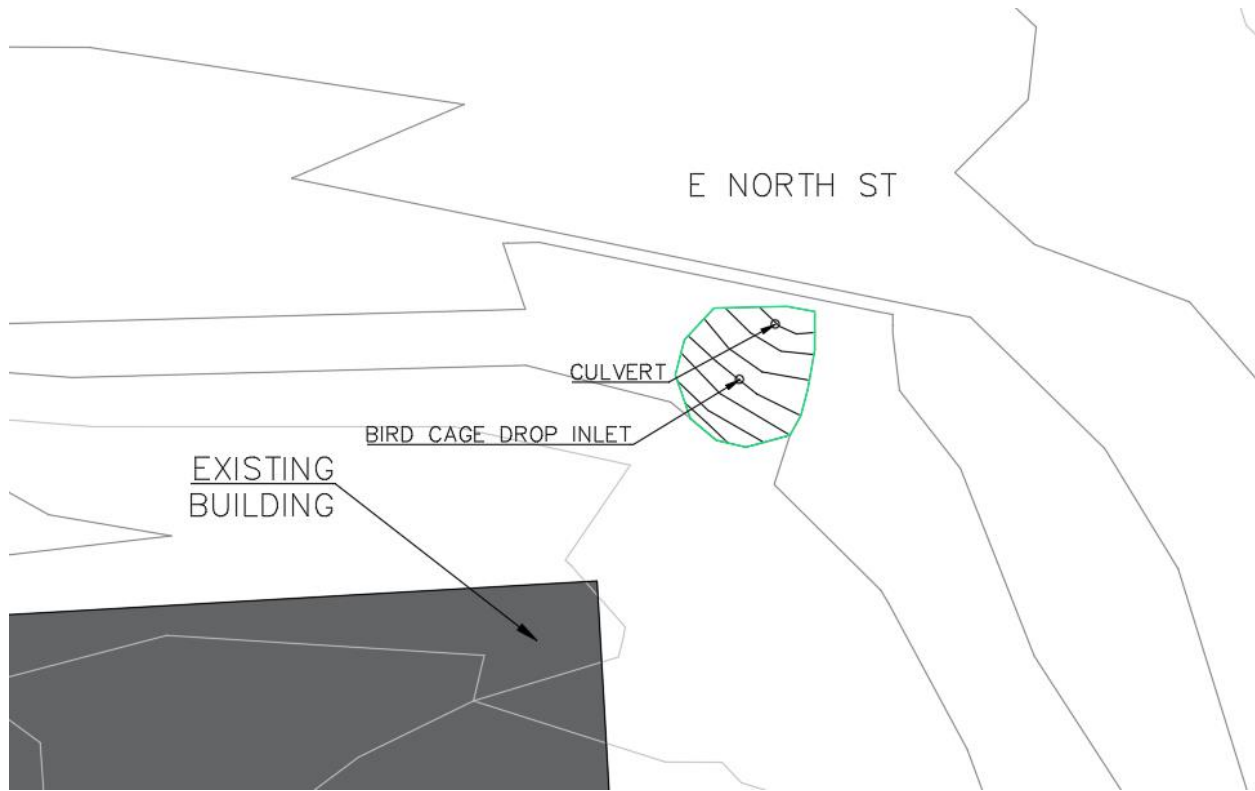 E NORTH ST
CULVERT
BIRD CAGE DROP INLET
EXISTING
BUILDING